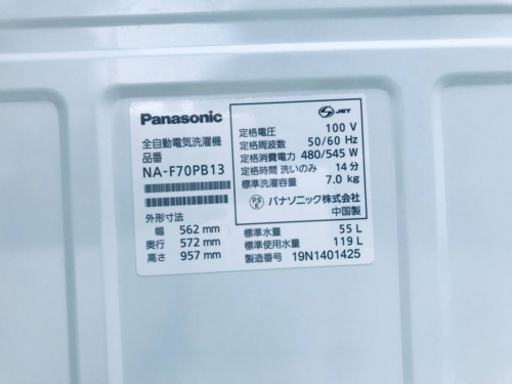 Panasonic
全自動電気洗濯機
品番
NA-F70PB13
外形寸法
幅 562 mm
奥行 572 mm
高さ 957 mm
S JET
定格電圧 100 V
定格周波数 50/60 Hz
定格消費電力 480/545 W
定格時間 洗いのみ 14分
標準洗濯容量 7.0 kg
PS E パナソニック株式会社
中国製
標準水量 55 L
標準使用水量 119 L
製造番号 19N1401425